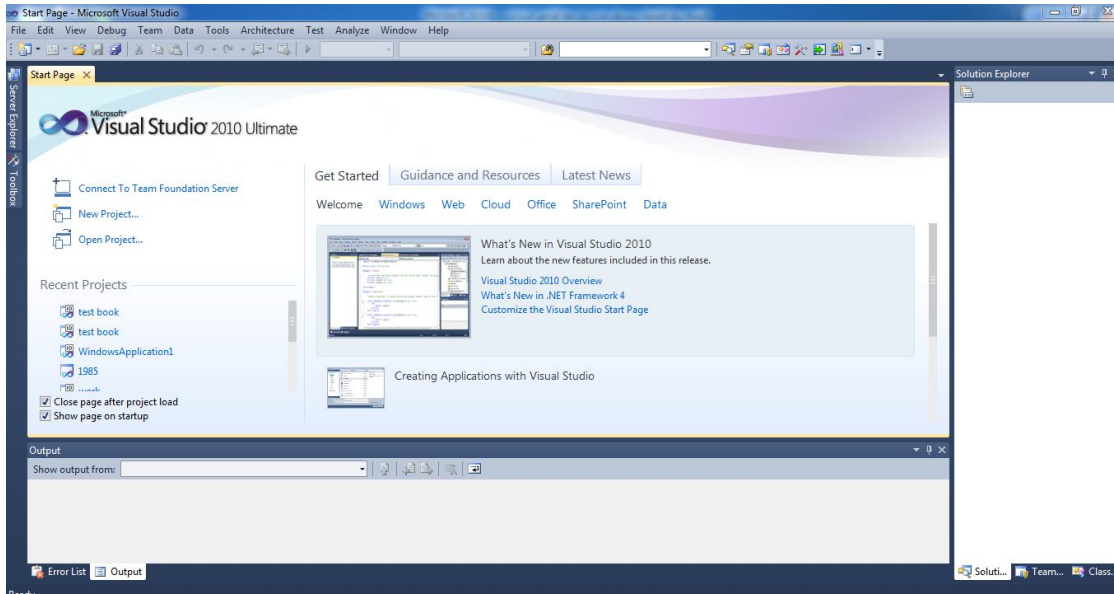 Start Page - Microsoft Visual Studio
File Edit View Debug Team Data Tools Architecture Test Analyze Window Help
Server Explorer
Toolbox
Start Page
Solution Explorer
Microsoft
Visual Studio 2010 Ultimate
Connect To Team Foundation Server
New Project...
Open Project...
Recent Projects
test book
test book
WindowsApplication1
1985
Close page after project load
Show page on startup
Get Started Guidance and Resources Latest News
Welcome Windows Web Cloud Office SharePoint Data
What's New in Visual Studio 2010
Learn about the new features included in this release.
Visual Studio 2010 Overview
What's New in .NET Framework 4
Customize the Visual Studio Start Page
Creating Applications with Visual Studio
Output
Show output from:
Error List Output
Soluti... Team... Class...